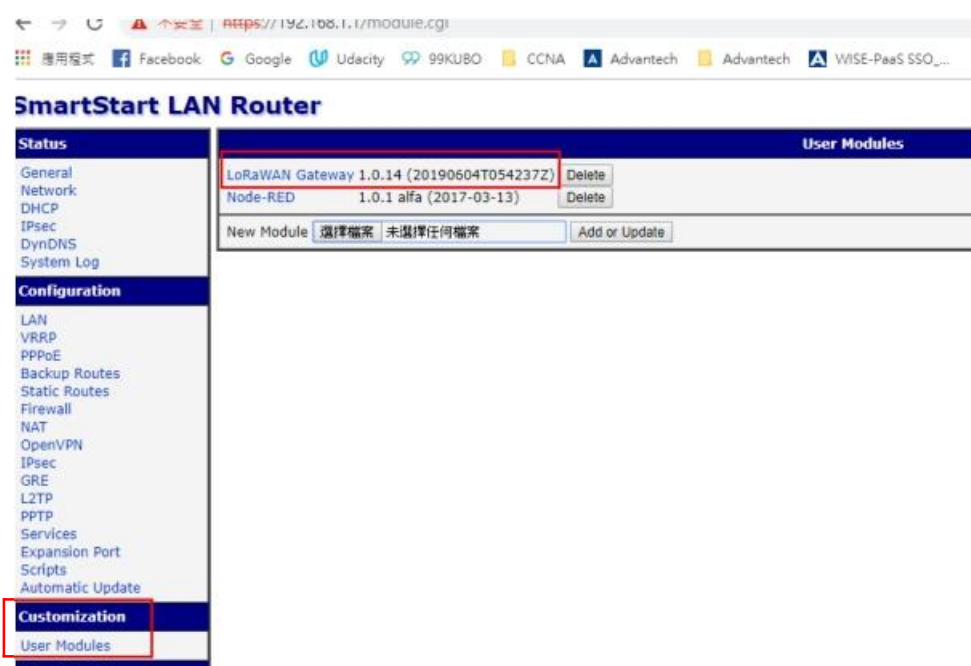 不安全 | https://192.168.1.1/module.cgi
應用程式 Facebook Google Udacity 99KUBO CCNA Advantech Advantech WISE-PaaS SSO_...
SmartStart LAN Router
Status
General
Network
DHCP
IPsec
DynDNS
System Log
Configuration
LAN
VRRP
PPPoE
Backup Routes
Static Routes
Firewall
NAT
OpenVPN
IPsec
GRE
L2TP
PPTP
Services
Expansion Port
Scripts
Automatic Update
Customization
User Modules
User Modules
LoRaWAN Gateway 1.0.14 (20190604T054237Z) Delete
Node-RED 1.0.1 alfa (2017-03-13) Delete
New Module 選擇檔案 未選擇任何檔案 Add or Update